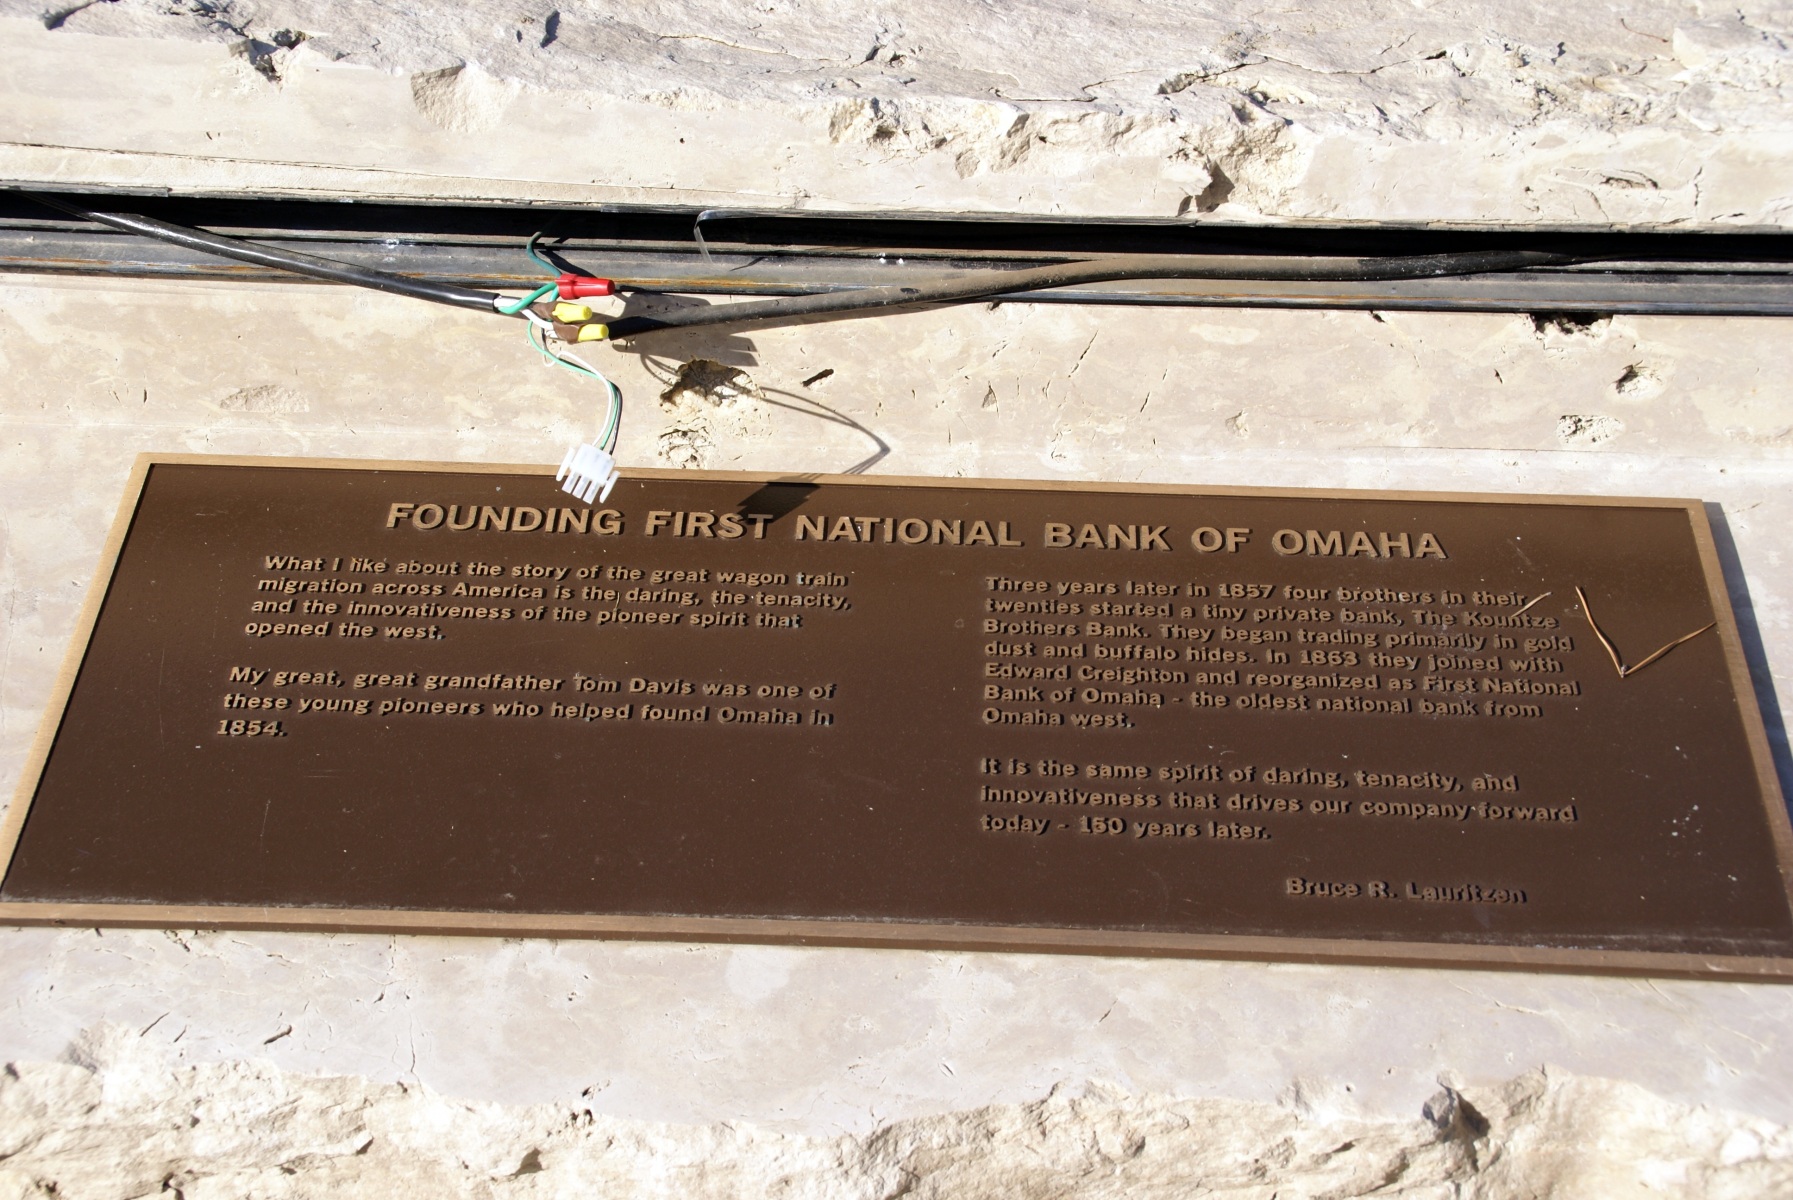 FOUNDING FIRST NATIONAL BANK OF OMAHA
What I like about the story of the great wagon train
migration across America is the daring, the tenacity,
and the innovativeness of the pioneer spirit that
opened the west.
My great, great grandfather Tom Davis was one of
these young pioneers who helped found Omaha in
1854.
Three years later in 1857 four brothers in their
twenties started a tiny private bank, The Kountze
Brothers Bank. They began trading primarily in gold
dust and buffalo hides. In 1863 they joined with
Edward Creighton and reorganized as First National
Bank of Omaha - the oldest national bank from
Omaha west.
It is the same spirit of daring, tenacity, and
innovativeness that drives our company forward
today - 150 years later.
Bruce R. Lauritzen